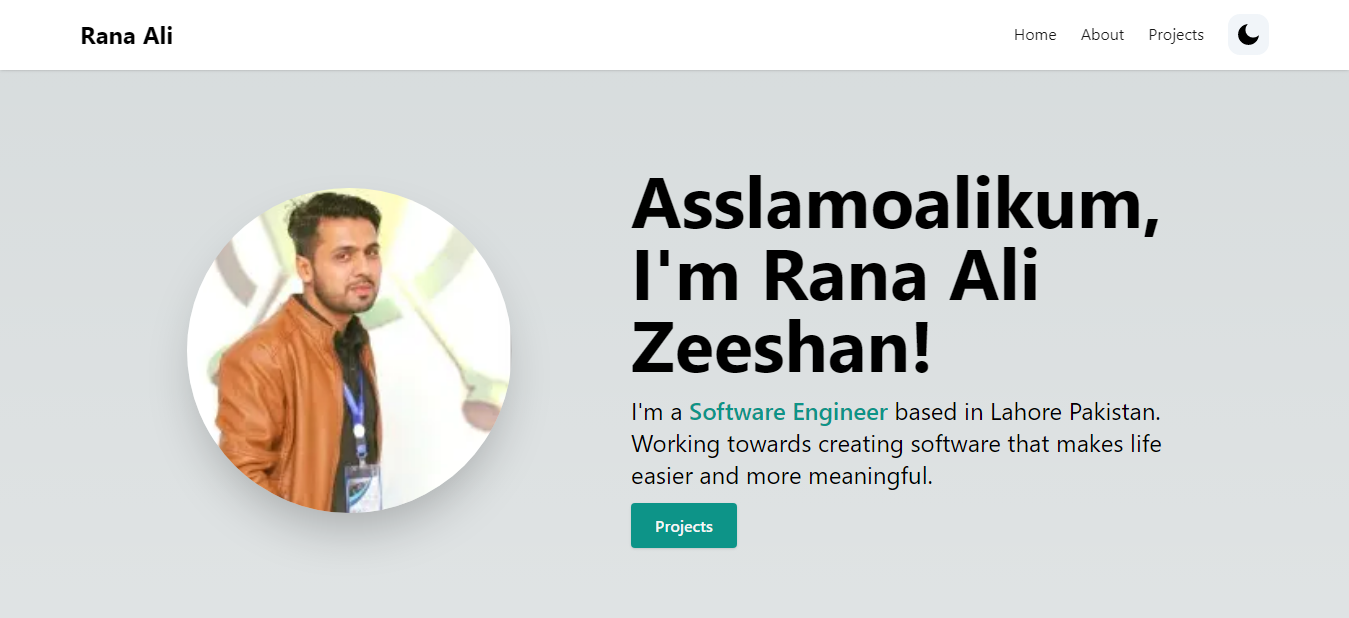 Rana Ali
Home
About
Projects
Asslamoalikum,
I'm Rana Ali
Zeeshan!
I'm a Software Engineer based in Lahore Pakistan.
Working towards creating software that makes life
easier and more meaningful.
Projects